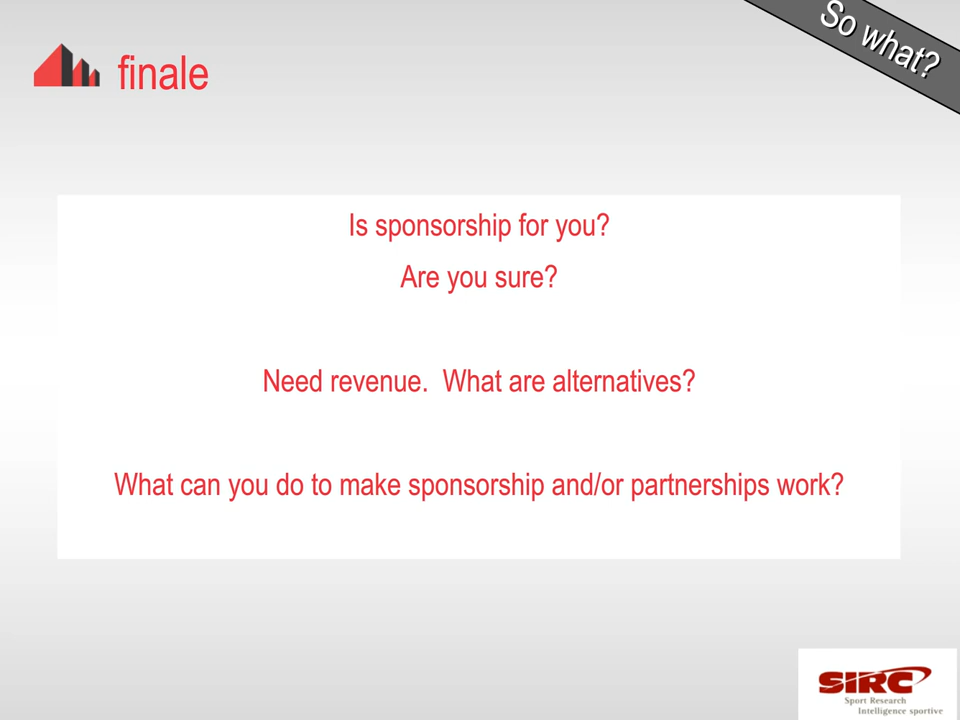 So what?
finale
Is sponsorship for you?
Are you sure?
Need revenue.  What are alternatives?
What can you do to make sponsorship and/or partnerships work?
SIRC
Sport Research
Intelligence sportive